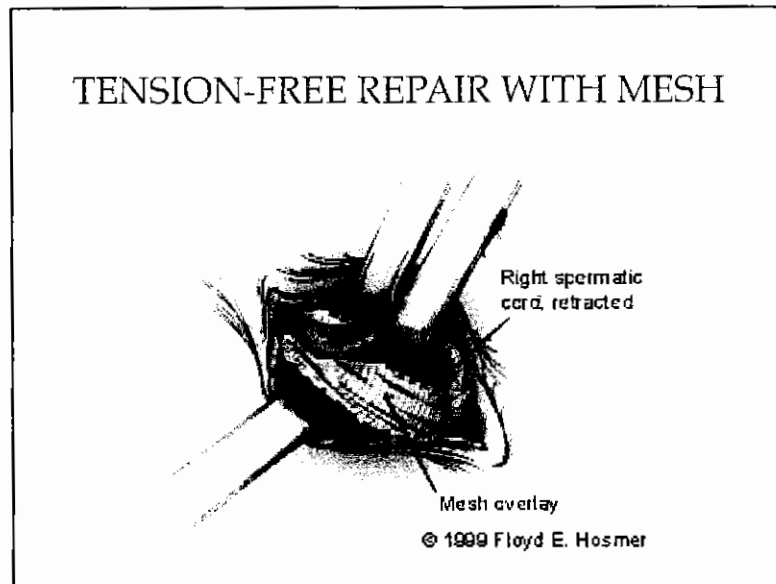 TENSION-FREE REPAIR WITH MESH
Right spermatic
cord, retracted
Mesh overlay
© 1999 Floyd E. Hosmer